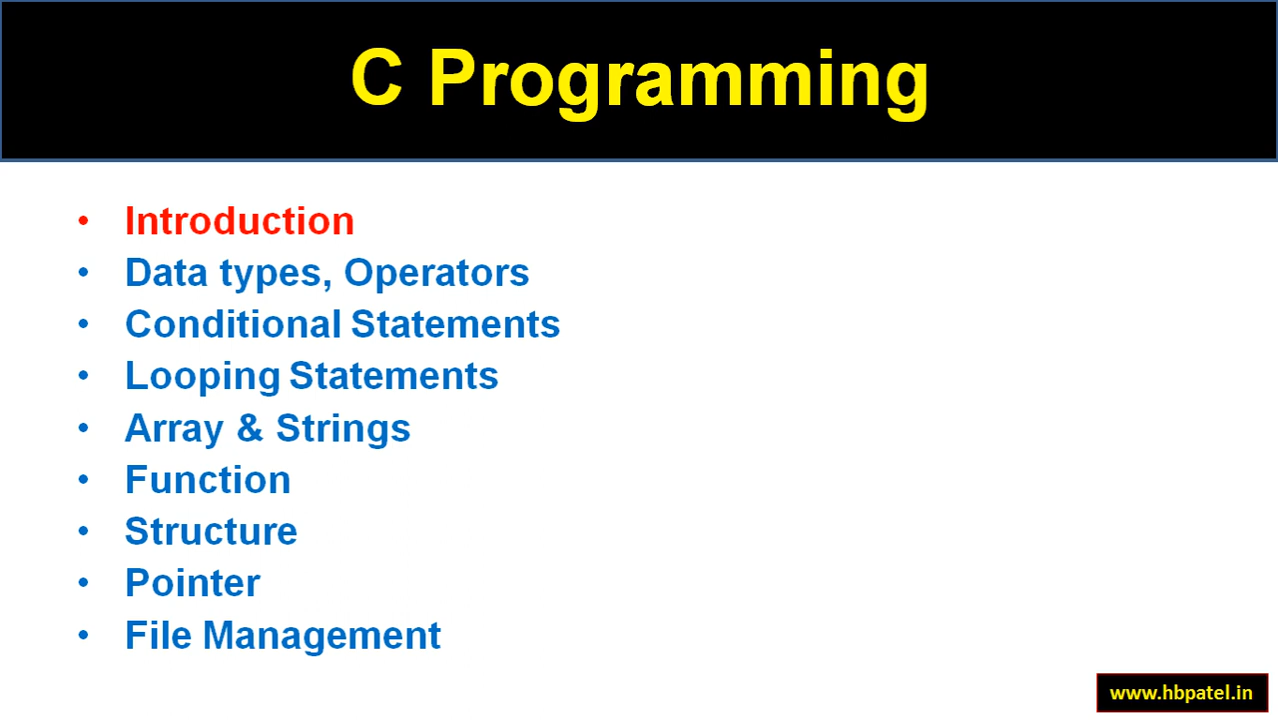 C Programming
• Introduction
• Data types, Operators
• Conditional Statements
• Looping Statements
• Array & Strings
• Function
• Structure
• Pointer
• File Management
www.hbpatel.in